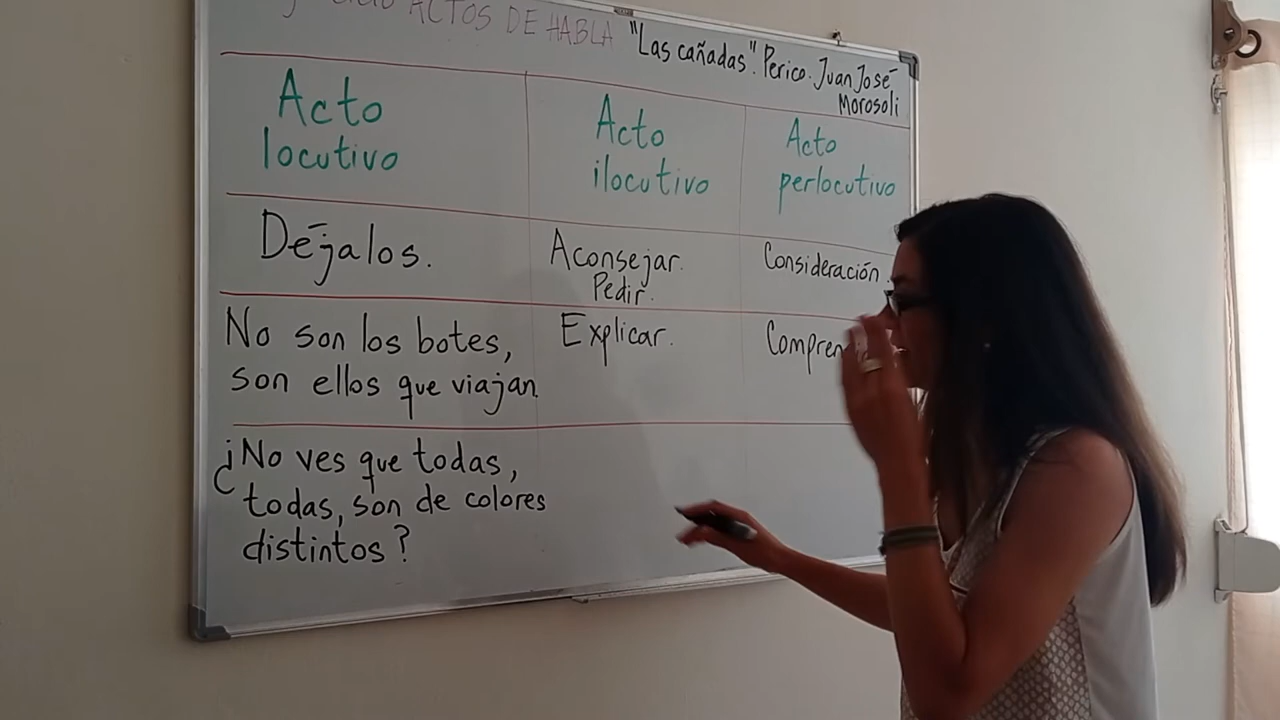 ACTOS DE HABLA "Las cañadas". Perico. Juan José
Morosoli
Acto
locutivo
Acto
ilocutivo
Acto
perlocutivo
Déjalos.
Aconsejar.
Pedir.
Consideración.
No son los botes,
son ellos que viajan
Explicar.
¿No ves que todas,
todas, son de colores
distintos?